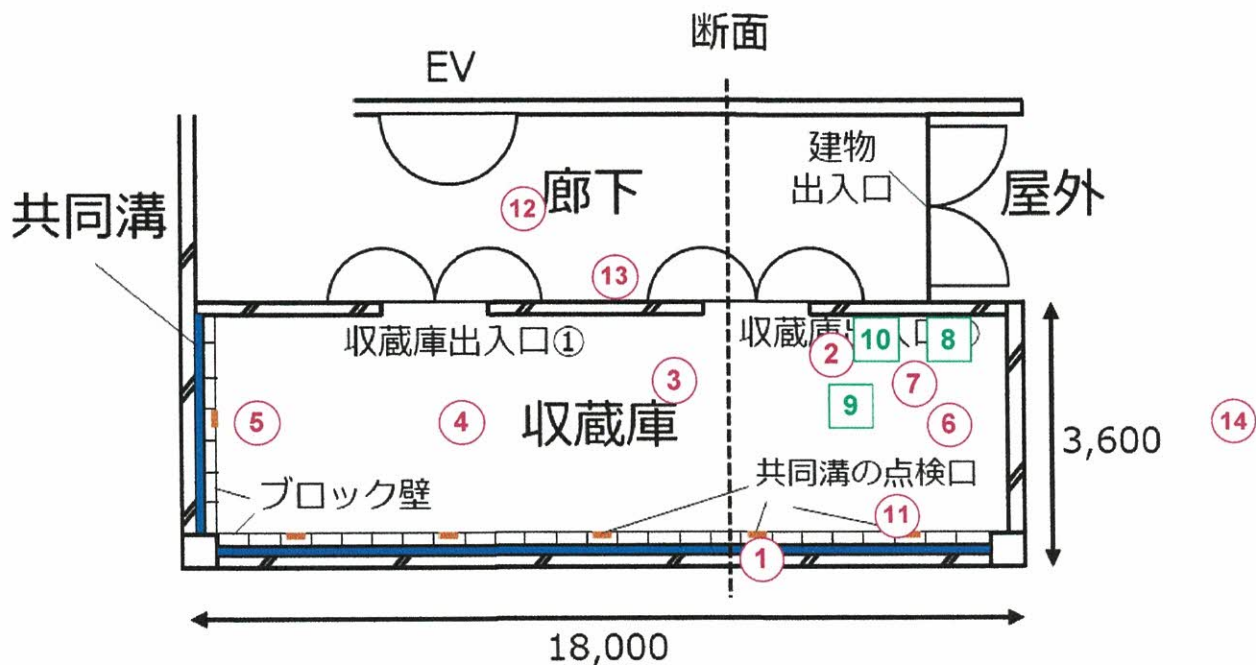 断面
EV
建物
出入口
廊下
屋外
共同溝
12
13
収蔵庫出入口①
収蔵庫出入口
10
8
2
7
3
9
5
4
収蔵庫
6
14
3,600
共同溝の点検口
ブロック壁
11
1
18,000